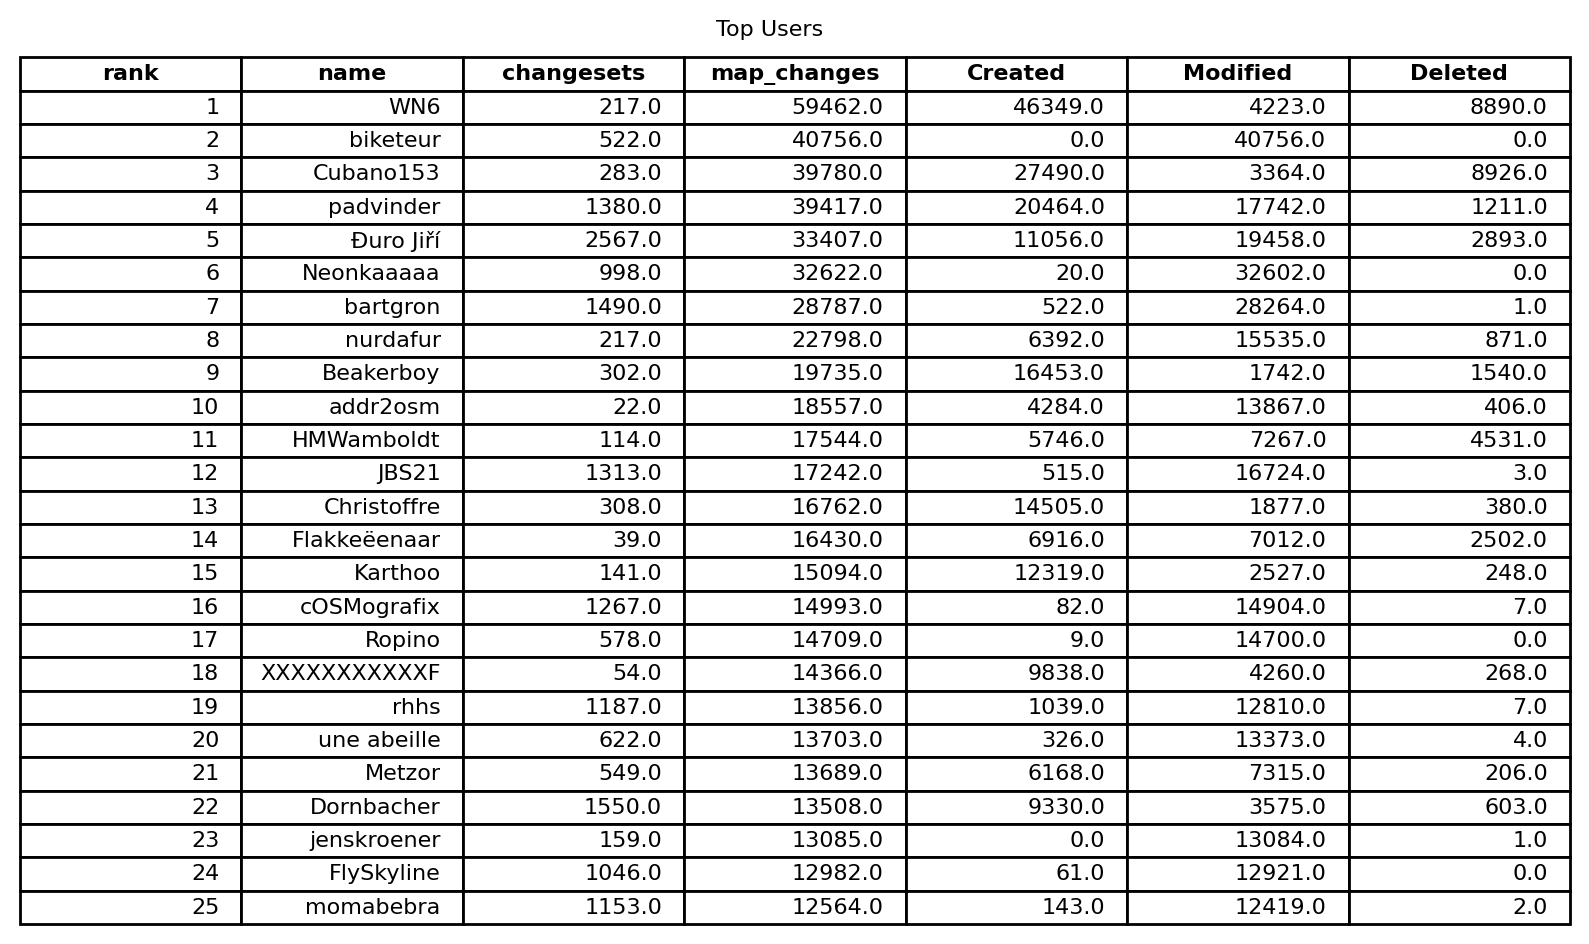 Top Users
rank name changesets map_changes Created Modified Deleted
1 WN6 217.0 59462.0 46349.0 4223.0 8890.0
2 biketeur 522.0 40756.0 0.0 40756.0 0.0
3 Cubano153 283.0 39780.0 27490.0 3364.0 8926.0
4 padvinder 1380.0 39417.0 20464.0 17742.0 1211.0
5 Đuro Jiří 2567.0 33407.0 11056.0 19458.0 2893.0
6 Neonkaaaaa 998.0 32622.0 20.0 32602.0 0.0
7 bartgron 1490.0 28787.0 522.0 28264.0 1.0
8 nurdafur 217.0 22798.0 6392.0 15535.0 871.0
9 Beakerboy 302.0 19735.0 16453.0 1742.0 1540.0
10 addr2osm 22.0 18557.0 4284.0 13867.0 406.0
11 HMWamboldt 114.0 17544.0 5746.0 7267.0 4531.0
12 JBS21 1313.0 17242.0 515.0 16724.0 3.0
13 Christoffre 308.0 16762.0 14505.0 1877.0 380.0
14 Flakkeëenaar 39.0 16430.0 6916.0 7012.0 2502.0
15 Karthoo 141.0 15094.0 12319.0 2527.0 248.0
16 cOSMografix 1267.0 14993.0 82.0 14904.0 7.0
17 Ropino 578.0 14709.0 9.0 14700.0 0.0
18 XXXXXXXXXXXF 54.0 14366.0 9838.0 4260.0 268.0
19 rhhs 1187.0 13856.0 1039.0 12810.0 7.0
20 une abeille 622.0 13703.0 326.0 13373.0 4.0
21 Metzor 549.0 13689.0 6168.0 7315.0 206.0
22 Dornbacher 1550.0 13508.0 9330.0 3575.0 603.0
23 jenskroener 159.0 13085.0 0.0 13084.0 1.0
24 FlySkyline 1046.0 12982.0 61.0 12921.0 0.0
25 momabebra 1153.0 12564.0 143.0 12419.0 2.0